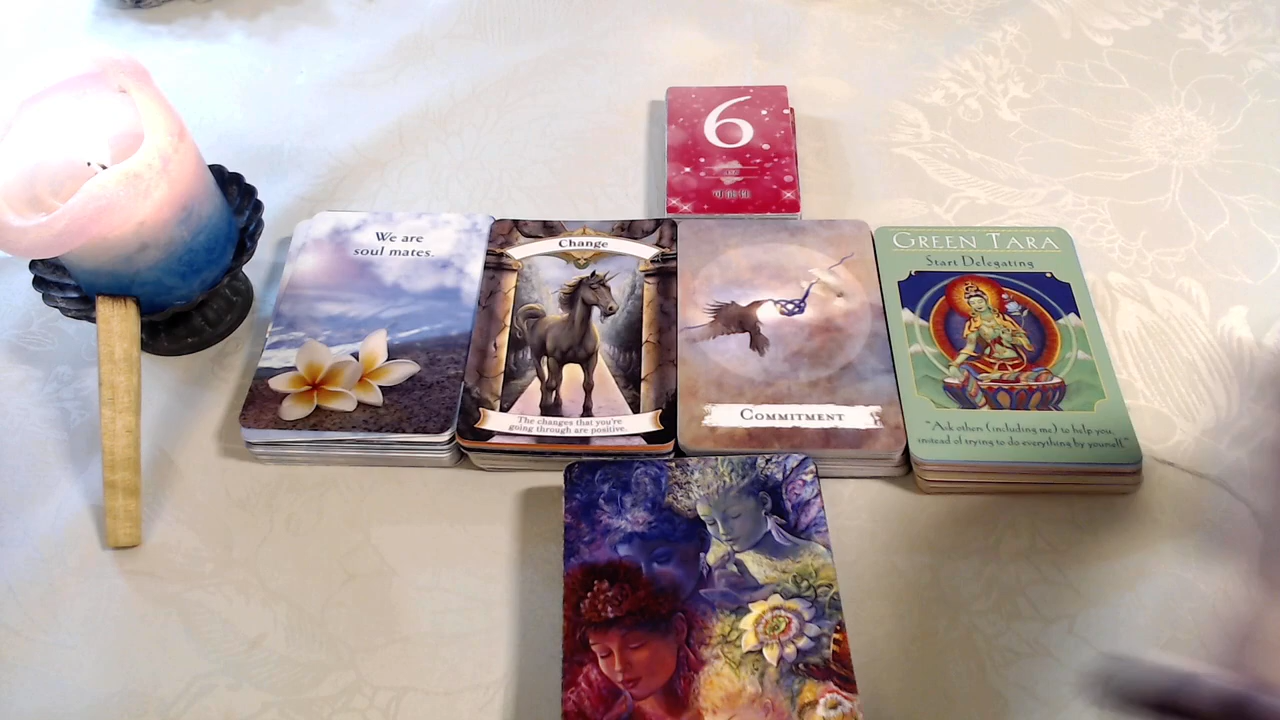 6
We are
soul mates.
Change
The changes that you're
going through are positive.
COMMITMENT
GREEN TARA
Start Delegating
"Ask others (including me) to help you,
instead of trying to do everything by yourself."